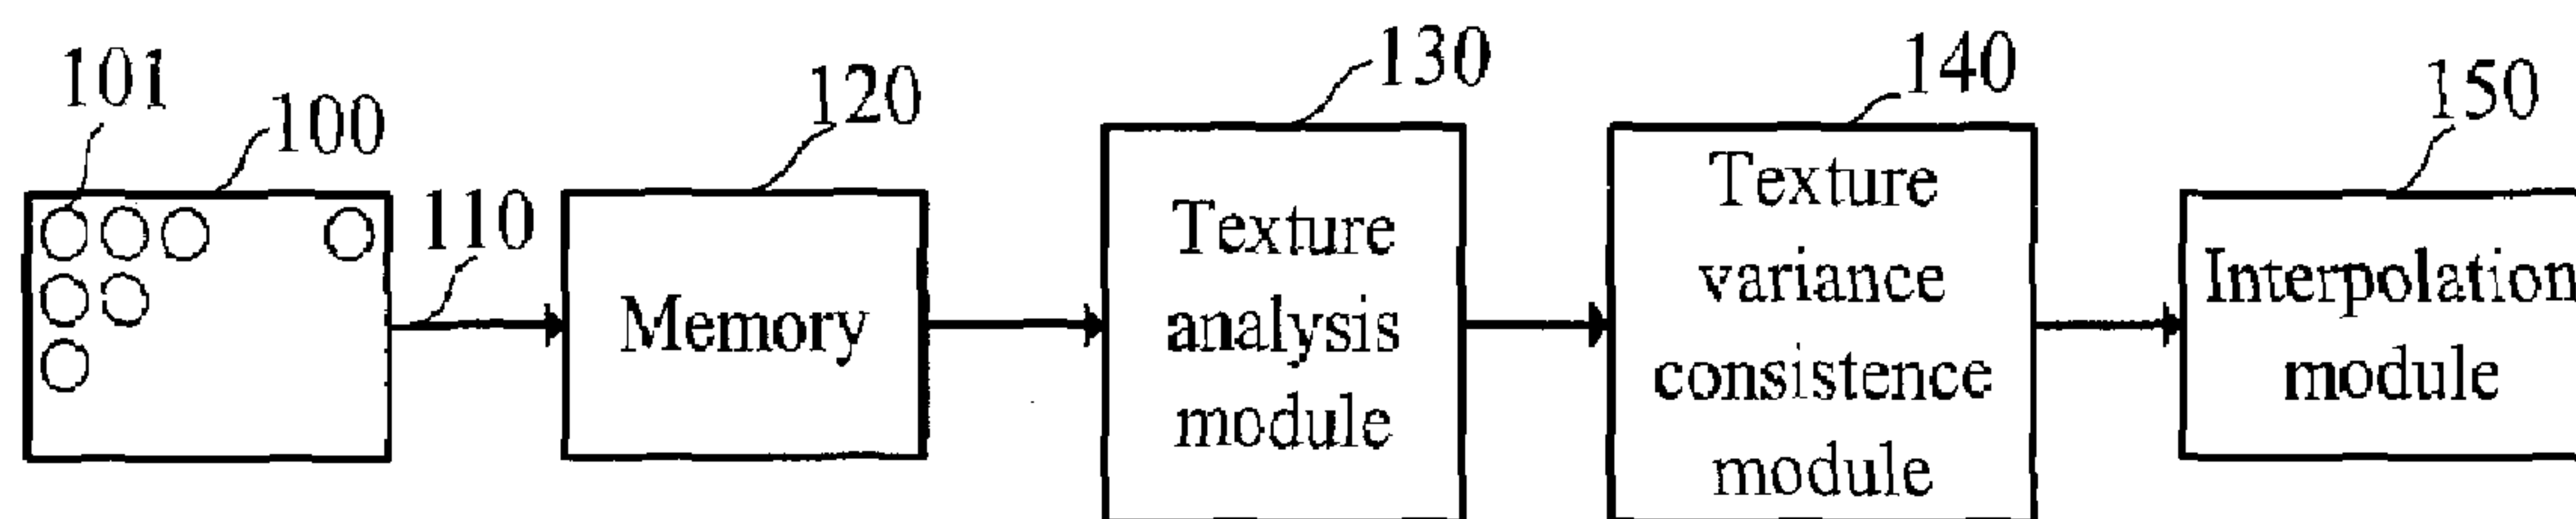 101
100
110
120
130
140
150
Memory
Texture
analysis
module
Texture
variance
consistence
module
Interpolation
module